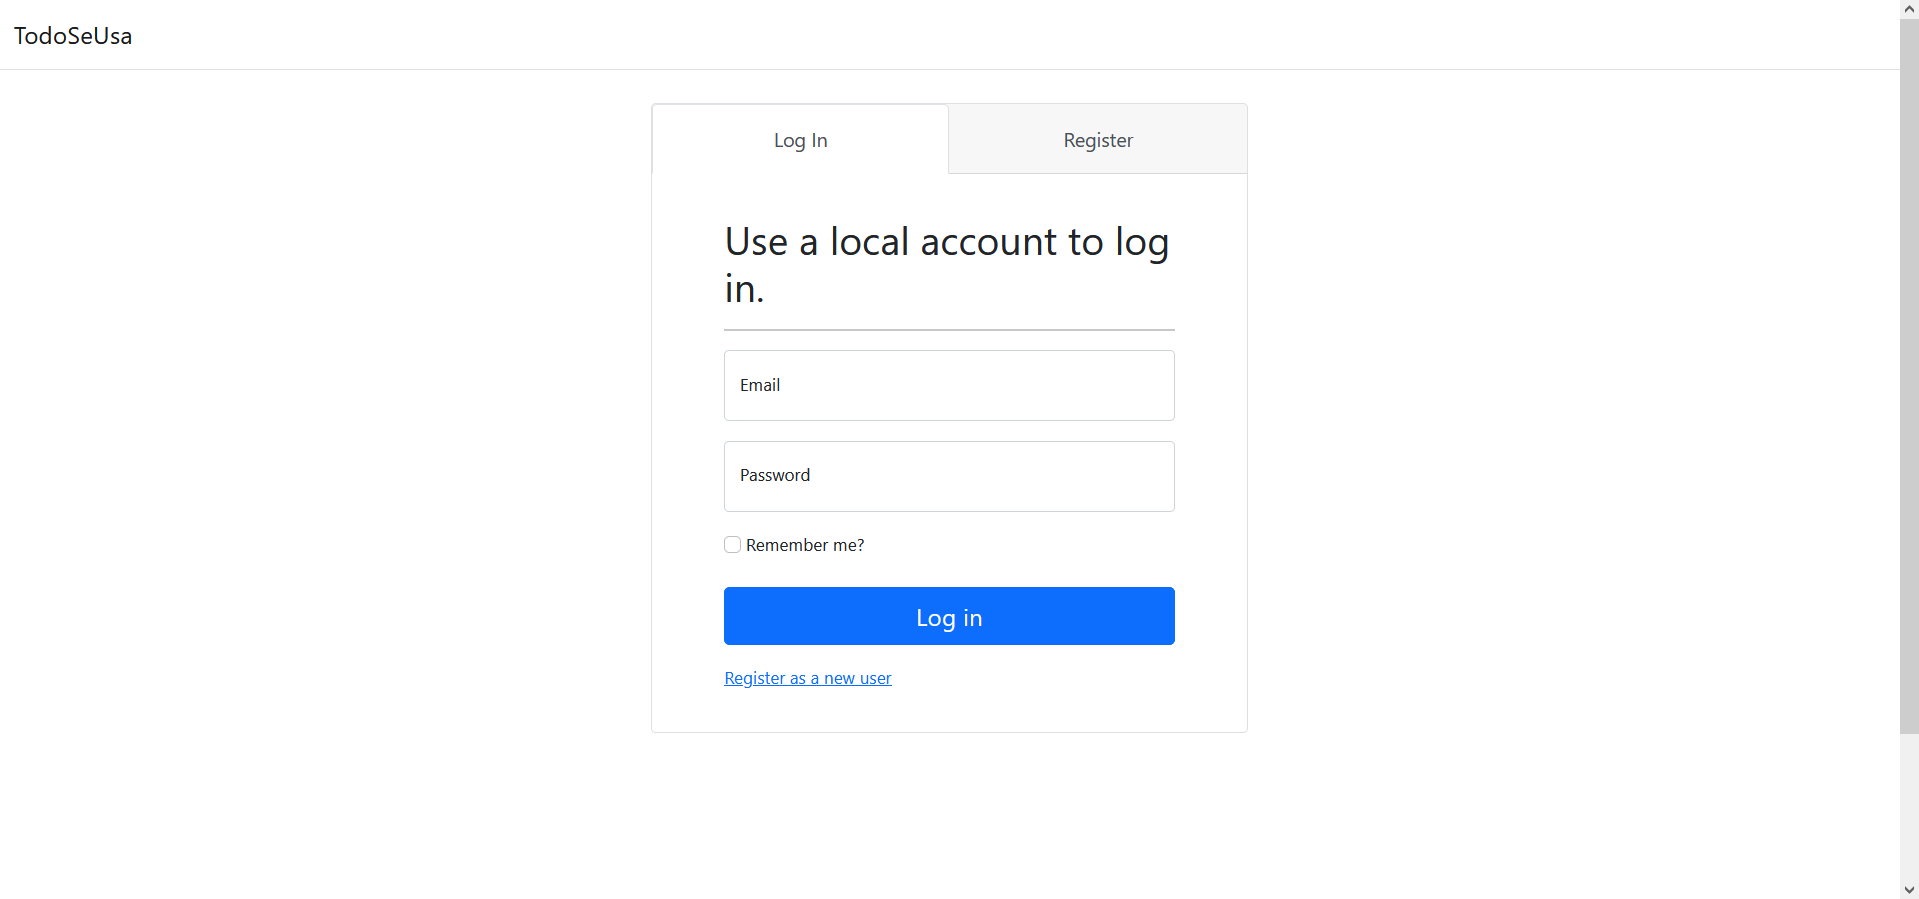 TodoSeUsa
Log In
Register
Use a local account to log
in.
Email
Password
Remember me?
Log in
Register as a new user